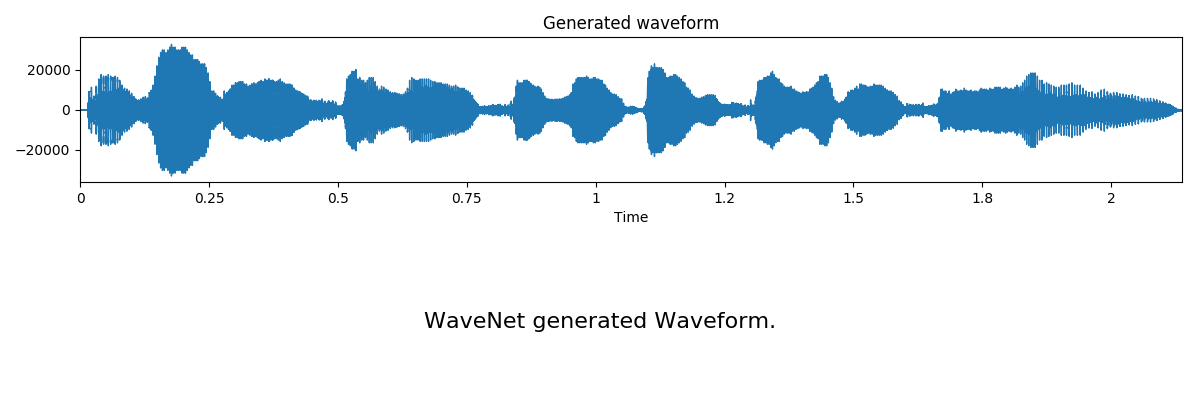 Generated waveform
20000
0
−20000
0 0.25 0.5 0.75 1 1.2 1.5 1.8 2
Time
WaveNet generated Waveform.